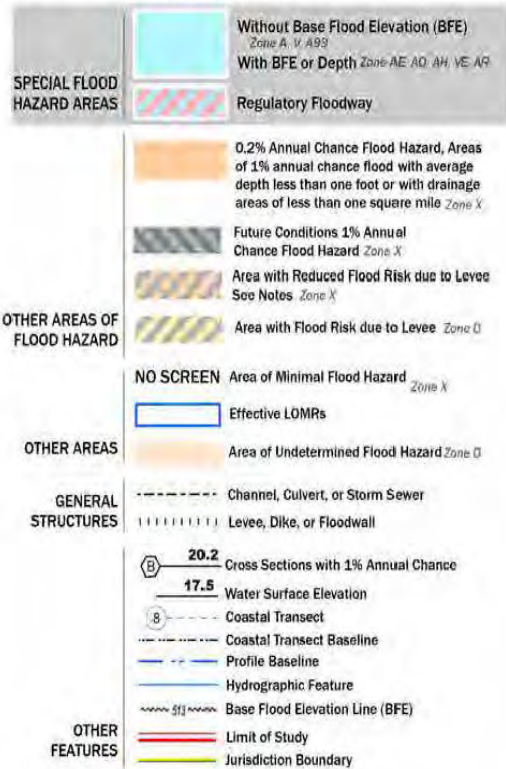 SPECIAL FLOOD
HAZARD AREAS
Without Base Flood Elevation (BFE)
Zone A, V, A99
With BFE or Depth Zone AE, AO, AH, VE, AR
Regulatory Floodway
OTHER AREAS OF
FLOOD HAZARD
0.2% Annual Chance Flood Hazard, Areas
of 1% annual chance flood with average
depth less than one foot or with drainage
areas of less than one square mile Zone X
Future Conditions 1% Annual
Chance Flood Hazard Zone X
Area with Reduced Flood Risk due to Levee
See Notes Zone X
Area with Flood Risk due to Levee Zone D
OTHER AREAS
NO SCREEN Area of Minimal Flood Hazard Zone X
Effective LOMRs
Area of Undetermined Flood Hazard Zone D
GENERAL
STRUCTURES
Channel, Culvert, or Storm Sewer
Levee, Dike, or Floodwall
OTHER
FEATURES
B 20.2 Cross Sections with 1% Annual Chance
17.5 Water Surface Elevation
8 Coastal Transect
Coastal Transect Baseline
Profile Baseline
Hydrographic Feature
513 Base Flood Elevation Line (BFE)
Limit of Study
Jurisdiction Boundary